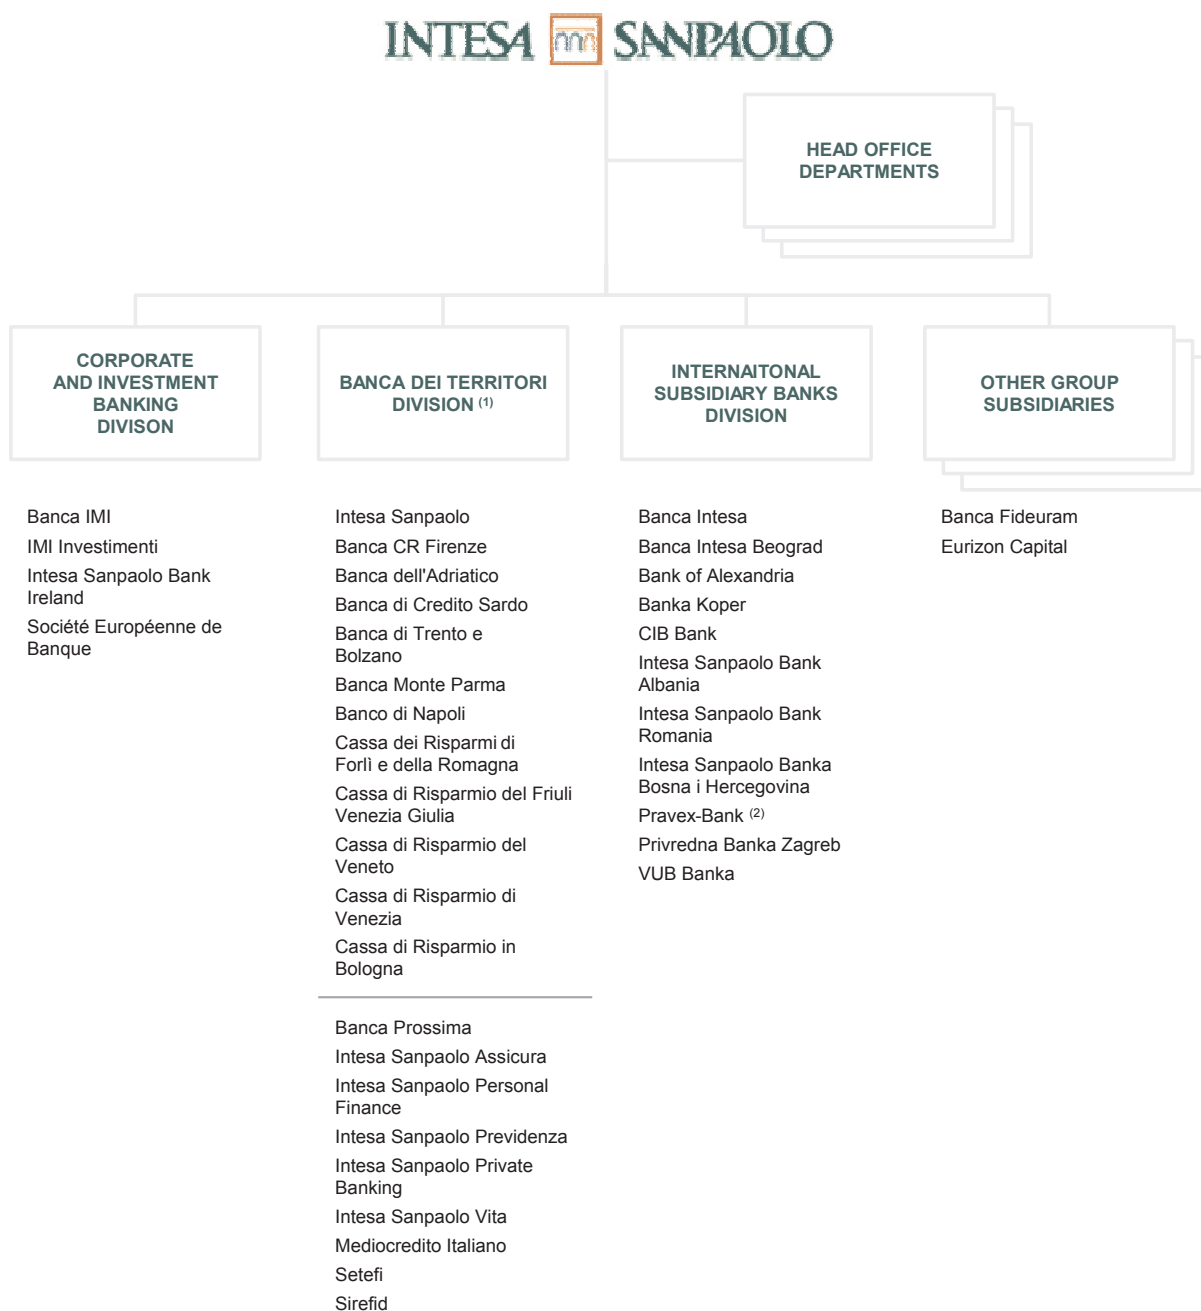 INTESA SANPAOLO
HEAD OFFICE
DEPARTMENTS
CORPORATE
AND INVESTMENT
BANKING
DIVISON
BANCA DEI TERRITORI
DIVISION (1)
INTERNAITONAL
SUBSIDIARY BANKS
DIVISION
OTHER GROUP
SUBSIDIARIES
Banca IMI
IMI Investimenti
Intesa Sanpaolo Bank
Ireland
Société Européenne de
Banque
Intesa Sanpaolo
Banca CR Firenze
Banca dell'Adriatico
Banca di Credito Sardo
Banca di Trento e
Bolzano
Banca Monte Parma
Banco di Napoli
Cassa dei Risparmi di
Forlì e della Romagna
Cassa di Risparmio del Friuli
Venezia Giulia
Cassa di Risparmio del
Veneto
Cassa di Risparmio di
Venezia
Cassa di Risparmio in
Bologna
Banca Prossima
Intesa Sanpaolo Assicura
Intesa Sanpaolo Personal
Finance
Intesa Sanpaolo Previdenza
Intesa Sanpaolo Private
Banking
Intesa Sanpaolo Vita
Mediocredito Italiano
Setefi
Sirefid
Banca Intesa
Banca Intesa Beograd
Bank of Alexandria
Banka Koper
CIB Bank
Intesa Sanpaolo Bank
Albania
Intesa Sanpaolo Bank
Romania
Intesa Sanpaolo Banka
Bosna i Hercegovina
Pravex-Bank (2)
Privredna Banka Zagreb
VUB Banka
Banca Fideuram
Eurizon Capital